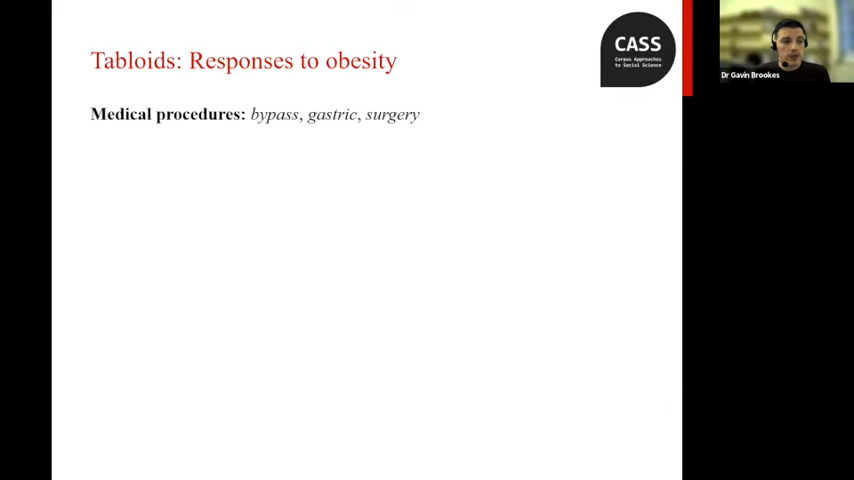 Tabloids: Responses to obesity
CASS
Corpus Approaches
to Social Science
Dr Gavin Brookes
Medical procedures: bypass, gastric, surgery